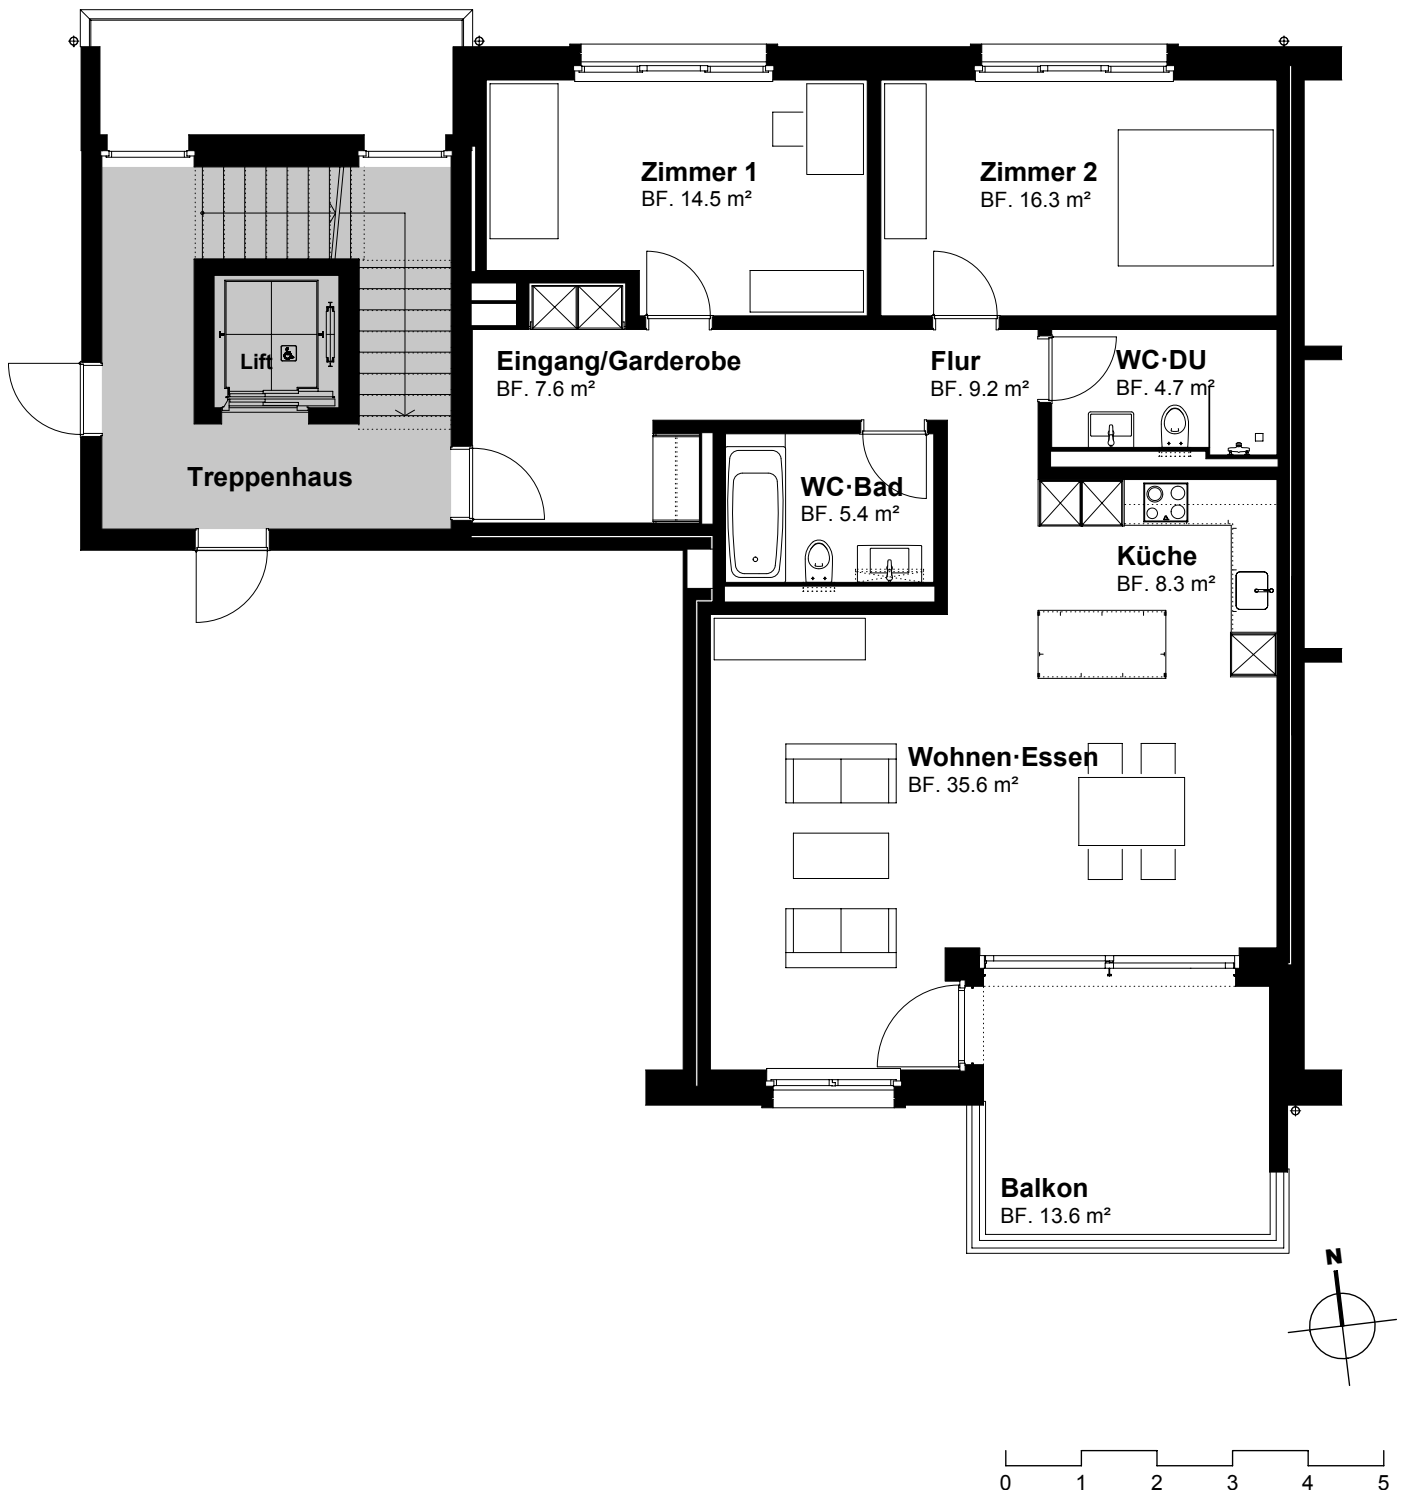 Zimmer 1
BF. 14.5 m²
Zimmer 2
BF. 16.3 m²
Lift
Eingang/Garderobe
BF. 7.6 m²
Flur
BF. 9.2 m²
WC·DU
BF. 4.7 m²
Treppenhaus
WC·Bad
BF. 5.4 m²
Küche
BF. 8.3 m²
Wohnen·Essen
BF. 35.6 m²
Balkon
BF. 13.6 m²
N
0 1 2 3 4 5